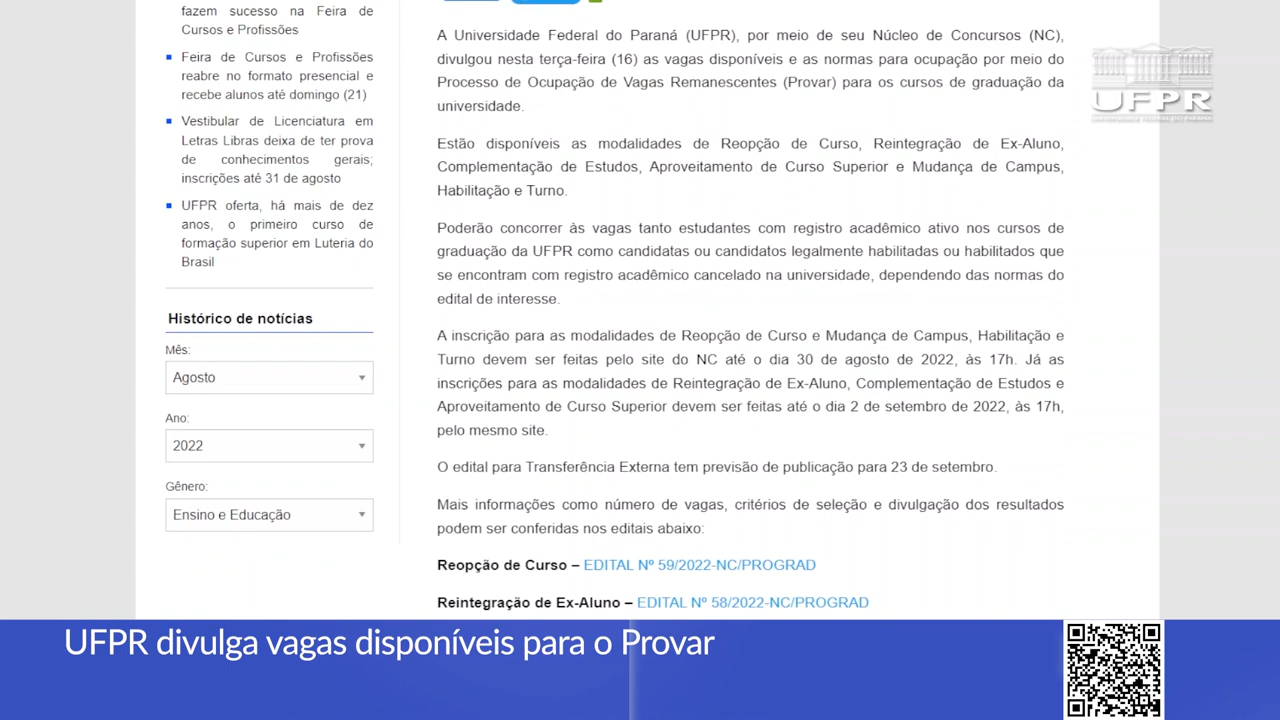 fazem sucesso na Feira de
Cursos e Profissões
Feira de Cursos e Profissões
reabre no formato presencial e
recebe alunos até domingo (21)
Vestibular de Licenciatura em
Letras Libras deixa de ter prova
de conhecimentos gerais;
inscrições até 31 de agosto
UFPR oferta, há mais de dez
anos, o primeiro curso de
formação superior em Luteria do
Brasil
Histórico de notícias
Mês:
Agosto
Ano:
2022
Gênero:
Ensino e Educação
A Universidade Federal do Paraná (UFPR), por meio de seu Núcleo de Concursos (NC),
divulgou nesta terça-feira (16) as vagas disponíveis e as normas para ocupação por meio do
Processo de Ocupação de Vagas Remanescentes (Provar) para os cursos de graduação da
universidade.
Estão disponíveis as modalidades de Reopção de Curso, Reintegração de Ex-Aluno,
Complementação de Estudos, Aproveitamento de Curso Superior e Mudança de Campus,
Habilitação e Turno.
Poderão concorrer às vagas tanto estudantes com registro acadêmico ativo nos cursos de
graduação da UFPR como candidatas ou candidatos legalmente habilitadas ou habilitados que
se encontram com registro acadêmico cancelado na universidade, dependendo das normas do
edital de interesse.
A inscrição para as modalidades de Reopção de Curso e Mudança de Campus, Habilitação e
Turno devem ser feitas pelo site do NC até o dia 30 de agosto de 2022, às 17h. Já as
inscrições para as modalidades de Reintegração de Ex-Aluno, Complementação de Estudos e
Aproveitamento de Curso Superior devem ser feitas até o dia 2 de setembro de 2022, às 17h,
pelo mesmo site.
O edital para Transferência Externa tem previsão de publicação para 23 de setembro.
Mais informações como número de vagas, critérios de seleção e divulgação dos resultados
podem ser conferidas nos editais abaixo:
Reopção de Curso – EDITAL Nº 59/2022-NC/PROGRAD
Reintegração de Ex-Aluno – EDITAL Nº 58/2022-NC/PROGRAD
UFPR
UNIVERSIDADE FEDERAL DO PARANÁ
UFPR divulga vagas disponíveis para o Provar